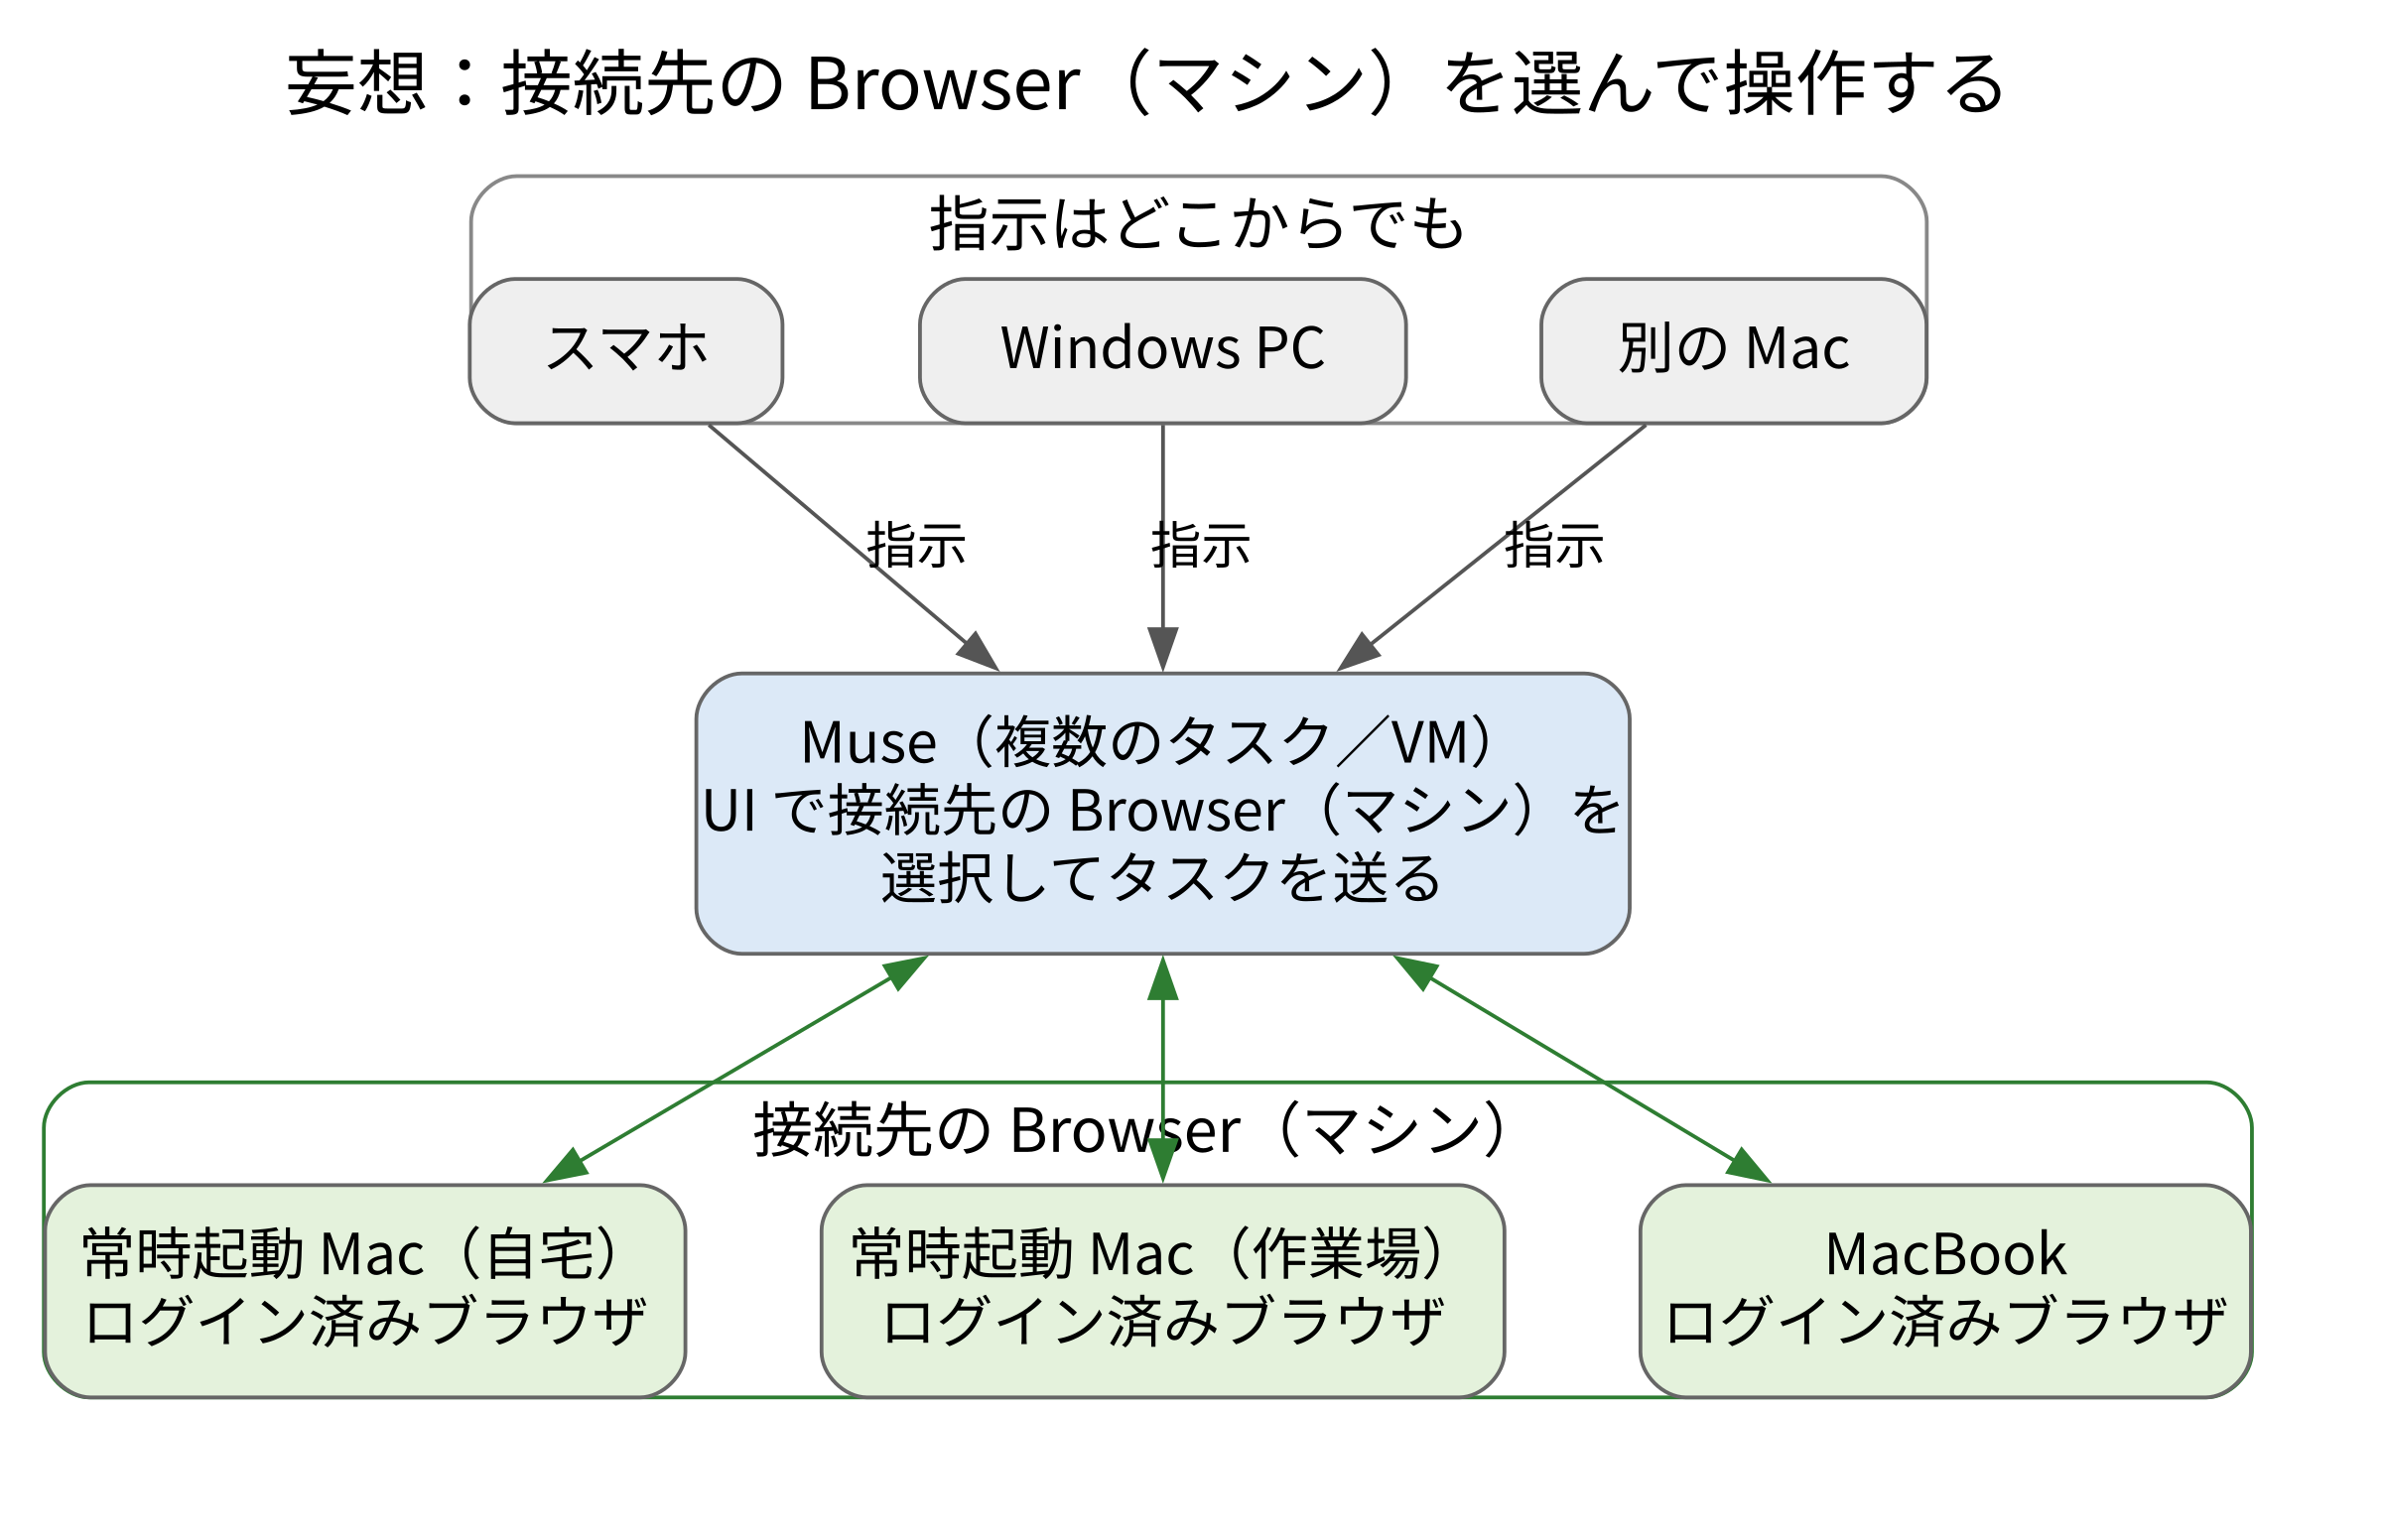 妄想：接続先の Browser（マシン）を選んで操作する
指示はどこからでも
スマホ
Windows PC
別の Mac
指示
指示
指示
Muse（複数のタスク／VM）
UI で接続先の Browser（マシン）を
選択してタスクを送る
接続先の Browser（マシン）
常時起動 Mac（自宅）
ログイン済みブラウザ
常時起動 Mac（作業場）
ログイン済みブラウザ
MacBook
ログイン済みブラウザ